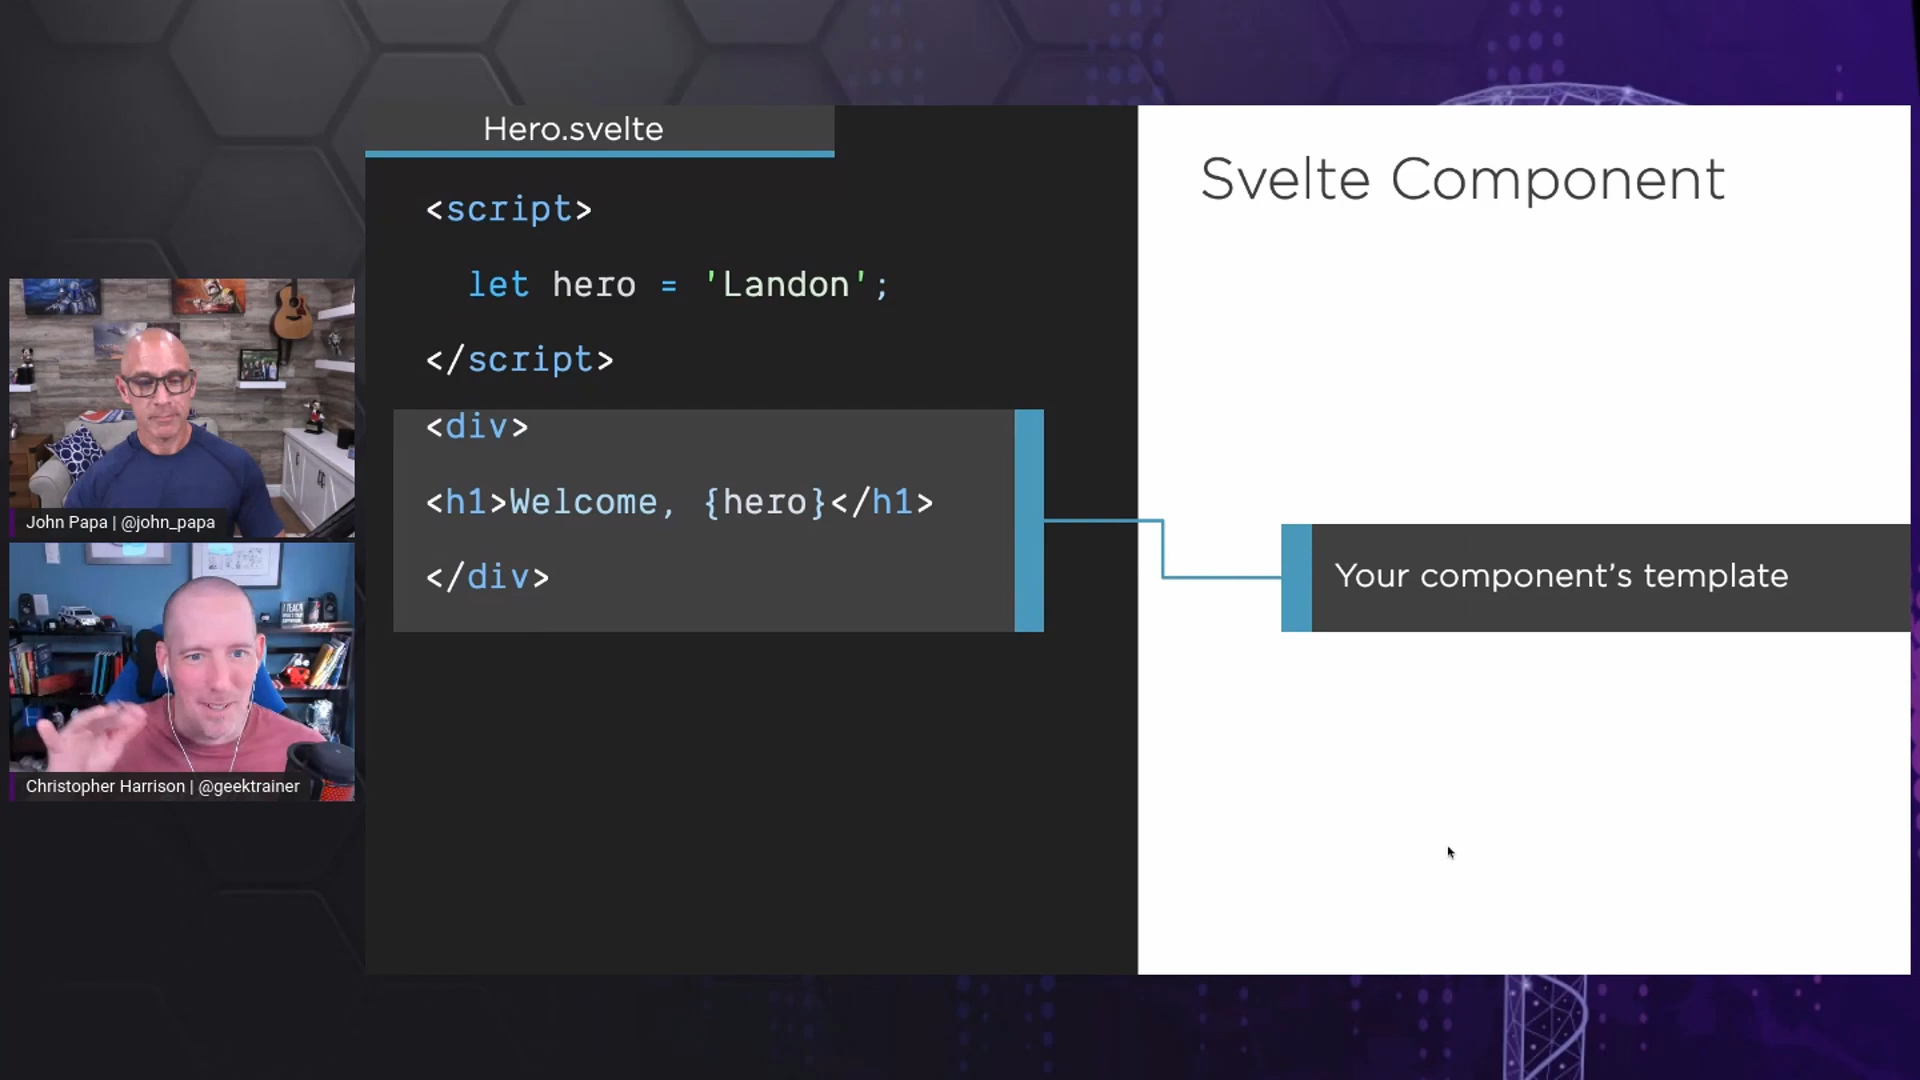 Hero.svelte
<script>
let hero = 'Landon';
</script>
<div>
<h1>Welcome, {hero}</h1>
</div>
Svelte Component
Your component’s template
John Papa | @john_papa
I TEACH
Christopher Harrison | @geektrainer